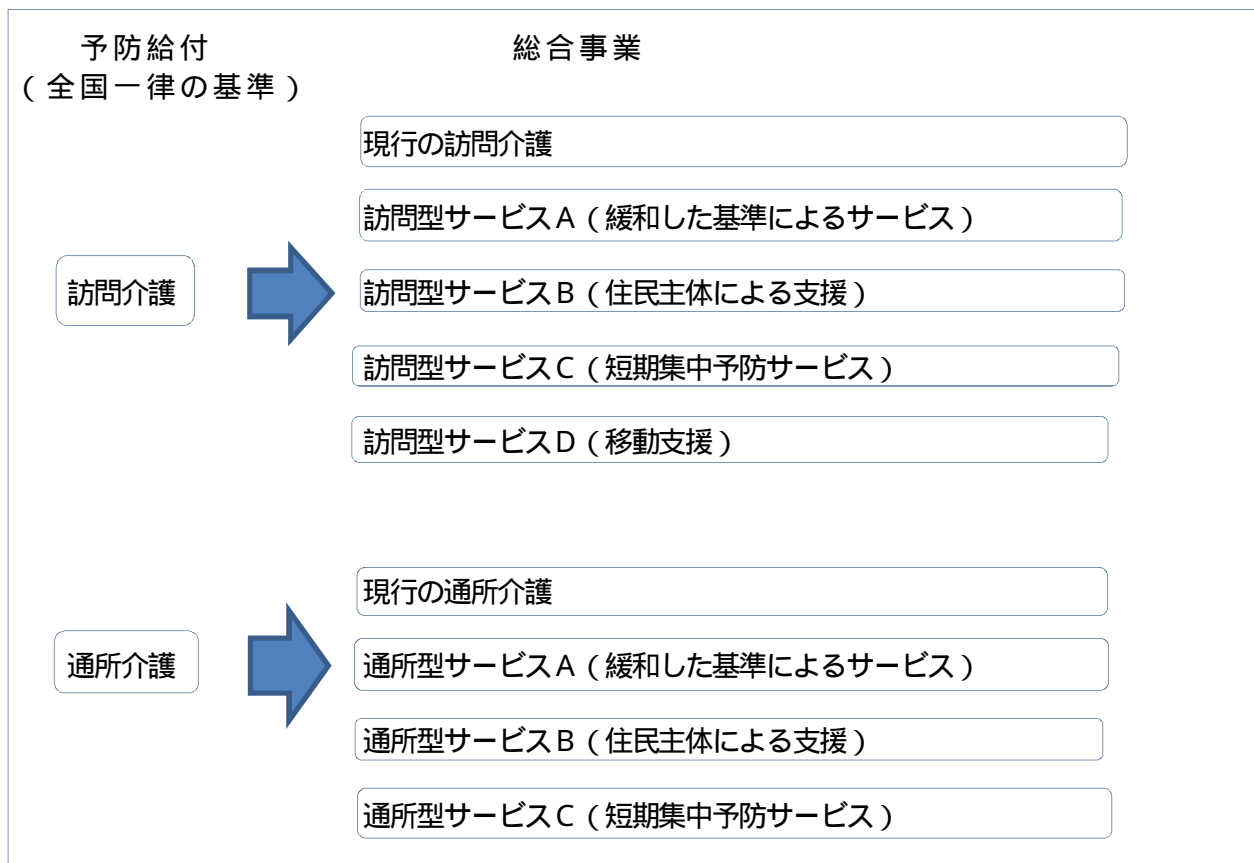 予防給付
(全国一律の基準)
総合事業
訪問介護
現行の訪問介護
訪問型サービスA(緩和した基準によるサービス)
訪問型サービスB(住民主体による支援)
訪問型サービスC(短期集中予防サービス)
訪問型サービスD(移動支援)
通所介護
現行の通所介護
通所型サービスA(緩和した基準によるサービス)
通所型サービスB(住民主体による支援)
通所型サービスC(短期集中予防サービス)